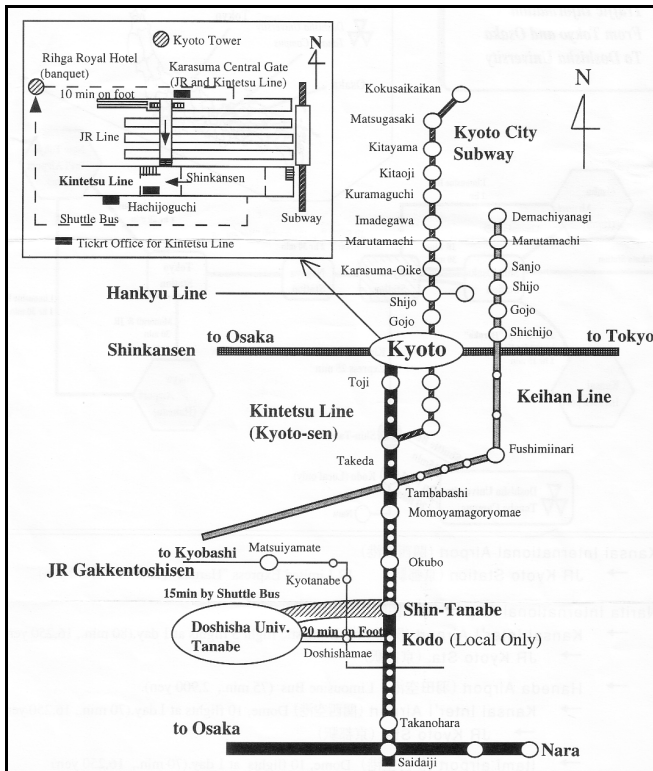 Kyoto Tower
Rihga Royal Hotel
(banquet)
Karasuma Central Gate
(JR and Kintetsu Line)
N
10 min on foot
JR Line
Kintetsu Line
Shinkansen
Hachijoguchi
Shuttle Bus
Subway
Tickrt Office for Kintetsu Line
N
Kokusaikaikan
Matsugasaki
Kyoto City
Subway
Kitayama
Kitaoji
Kuramaguchi
Imadegawa
Demachiyanagi
Marutamachi
Marutamachi
Karasuma-Oike
Sanjo
Hankyu Line
Shijo
Shijo
Gojo
Gojo
Shichijo
to Osaka
Kyoto
to Tokyo
Shinkansen
Toji
Kintetsu Line
(Kyoto-sen)
Keihan Line
Takeda
Fushimiinari
Tambabashi
Momoyamagoryomae
to Kyobashi
Matsuiyamate
JR Gakkentoshisen
Kyotanabe
Okubo
15min by Shuttle Bus
Shin-Tanabe
Doshisha Univ.
Tanabe
20 min on Foot
Kodo (Local Only)
Doshishamae
Takanohara
to Osaka
Nara
Saidaiji